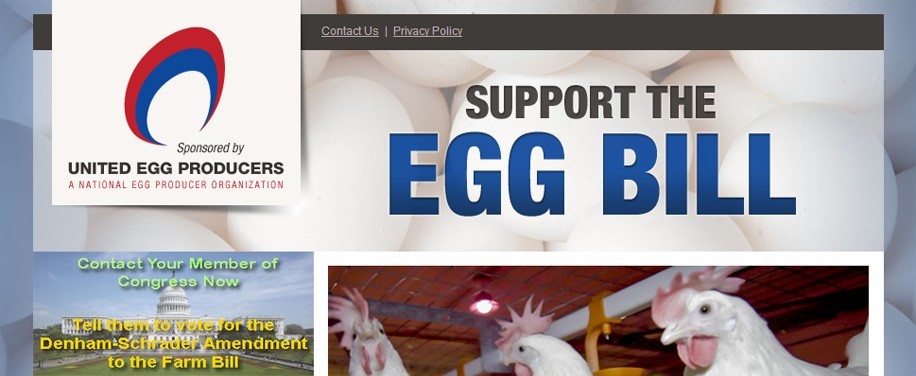 Contact Us | Privacy Policy
Sponsored by
UNITED EGG PRODUCERS
A NATIONAL EGG PRODUCER ORGANIZATION
SUPPORT THE
EGG BILL
Contact Your Member of
Congress Now
Tell them to vote for the
Denham-Schrader Amendment
to the Farm Bill